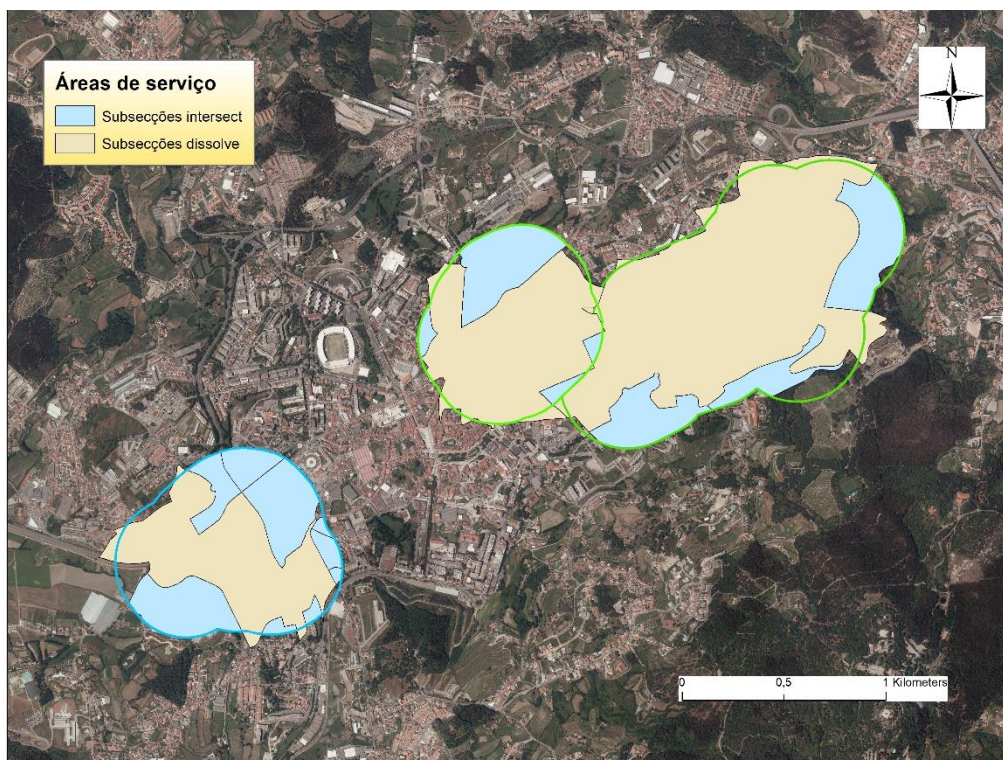 Áreas de serviço
Subsecções intersect
Subsecções dissolve
N
0 0,5 1 Kilometers